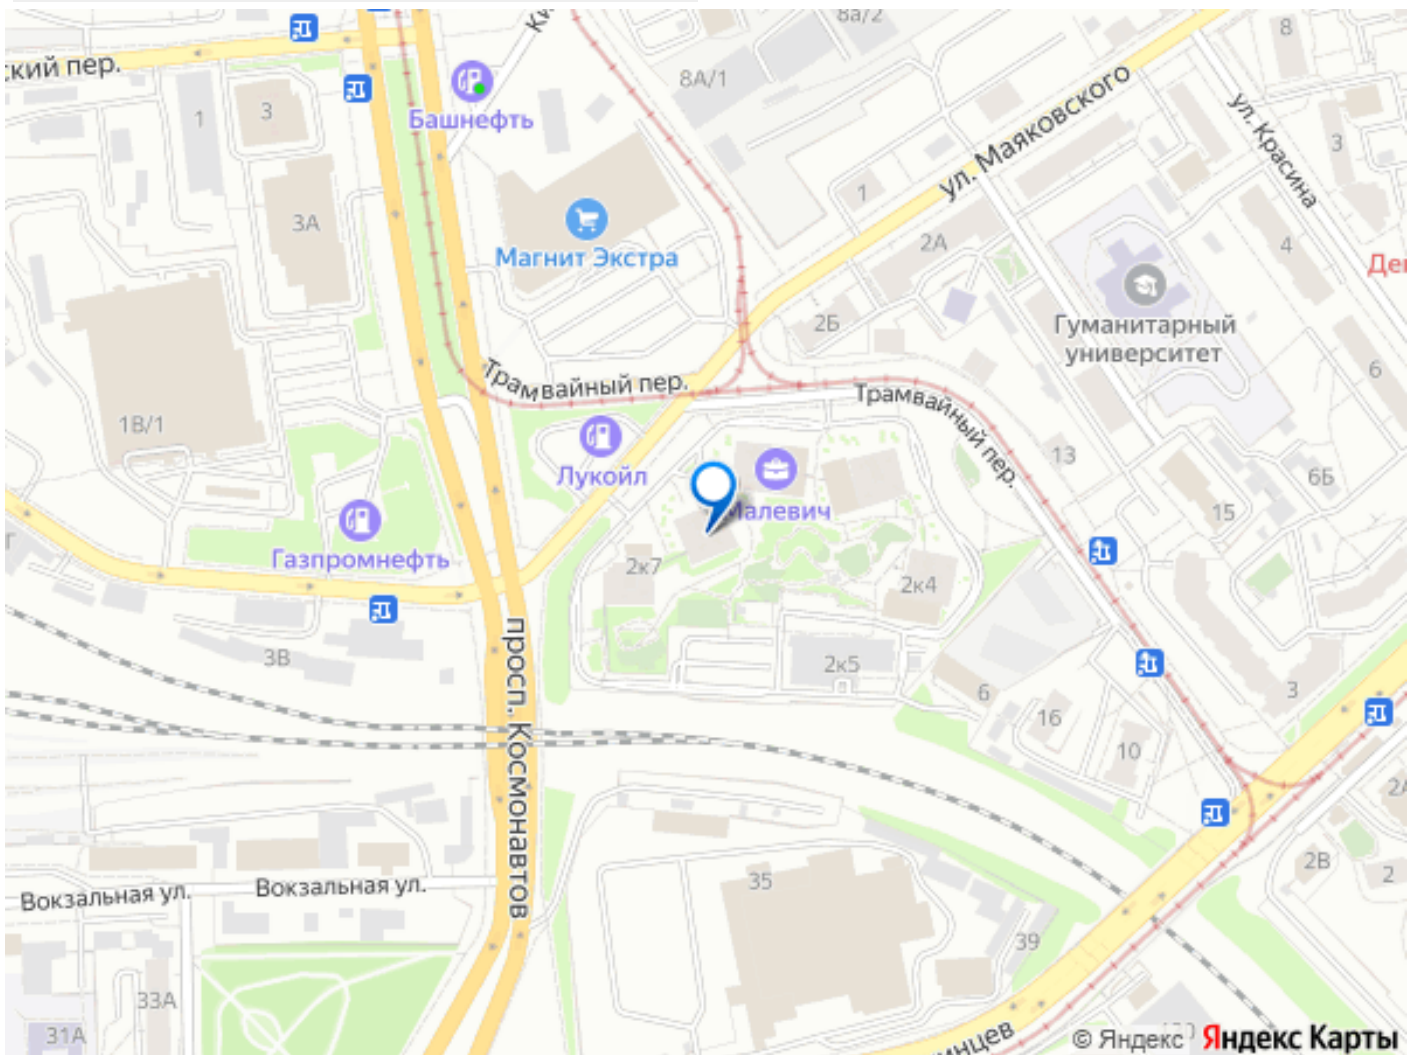 8а/2
8
ский пер.
8А/1
Башнефть
ул. Маяковского
ул. Красина
1
3
3
3А
Магнит Экстра
1
2А
4
2Б
Гуманитарный
университет
Трамвайный пер.
Трамвайный пер.
6
1В/1
Лукойл
13
6Б
Малевич
15
Газпромнефть
2к7
2к4
3В
просп. Космонавтов
2к5
6
16
10
3
Вокзальная ул.
Вокзальная ул.
35
2В
2
39
33А
31А
© Яндекс
Яндекс Карты